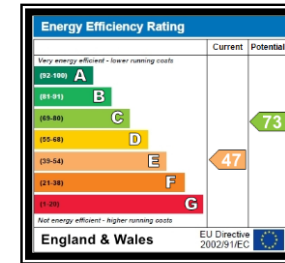 Energy Efficiency Rating
Current Potential
Very energy efficient - lower running costs
(92-100) A
(81-91) B
(69-80) C
73
(55-68) D
(39-54) E
47
(21-38) F
(1-20) G
Not energy efficient - higher running costs
England & Wales
EU Directive
2002/91/EC